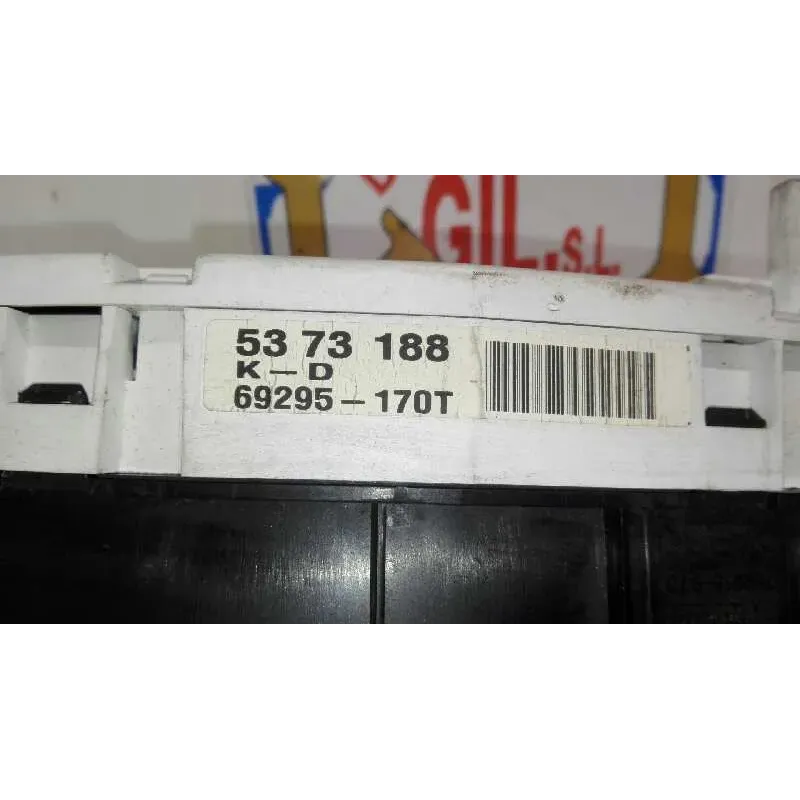 GIL, S.L.
53 73 188
K-D
69295-170T